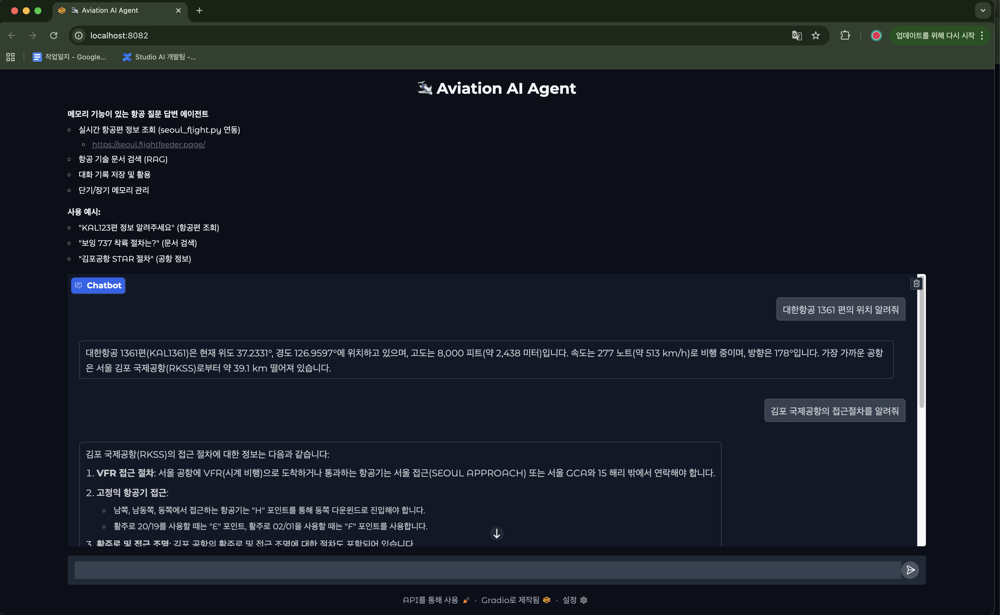 Aviation AI Agent
localhost:8082
업데이트를 위해 다시 시작
작업일지 - Google...
Studio AI 개발팀 -...
Aviation AI Agent
메모리 기능이 있는 항공 질문 답변 에이전트
실시간 항공편 정보 조회 (seoul_flight.py 연동)
https://seoul.flightfeeder.page/
항공 기술 문서 검색 (RAG)
대화 기록 저장 및 활용
단기/장기 메모리 관리
사용 예시:
"KAL123편 정보 알려주세요" (항공편 조회)
"보잉 737 착륙 절차는?" (문서 검색)
"김포공항 STAR 절차" (공항 정보)
Chatbot
대한항공 1361 편의 위치 알려줘
대한항공 1361편(KAL1361)은 현재 위도 37.2331°, 경도 126.9597°에 위치하고 있으며, 고도는 8,000 피트(약 2,438 미터)입니다. 속도는 277 노트(약 513 km/h)로 비행 중이며, 방향은 178°입니다. 가장 가까운 공항
은 서울 김포 국제공항(RKSS)로부터 약 39.1 km 떨어져 있습니다.
김포 국제공항의 접근절차를 알려줘
김포 국제공항(RKSS)의 접근 절차에 대한 정보는 다음과 같습니다:
1. VFR 접근 절차: 서울 공항에 VFR(시계 비행)으로 도착하거나 통과하는 항공기는 서울 접근(SEOUL APPROACH) 또는 서울 GCA와 15 해리 밖에서 연락해야 합니다.
2. 고정익 항공기 접근:
남쪽, 남동쪽, 동쪽에서 접근하는 항공기는 "H" 포인트를 통해 동쪽 다운윈드로 진입해야 합니다.
활주로 20/19를 사용할 때는 "E" 포인트, 활주로 02/01을 사용할 때는 "F" 포인트를 사용합니다.
3. 활주로 및 접근 조명: 김포 공항의 활주로 및 접근 조명에 대한 절차도 포함되어 있습니다
API를 통해 사용 · Gradio로 제작됨 · 설정